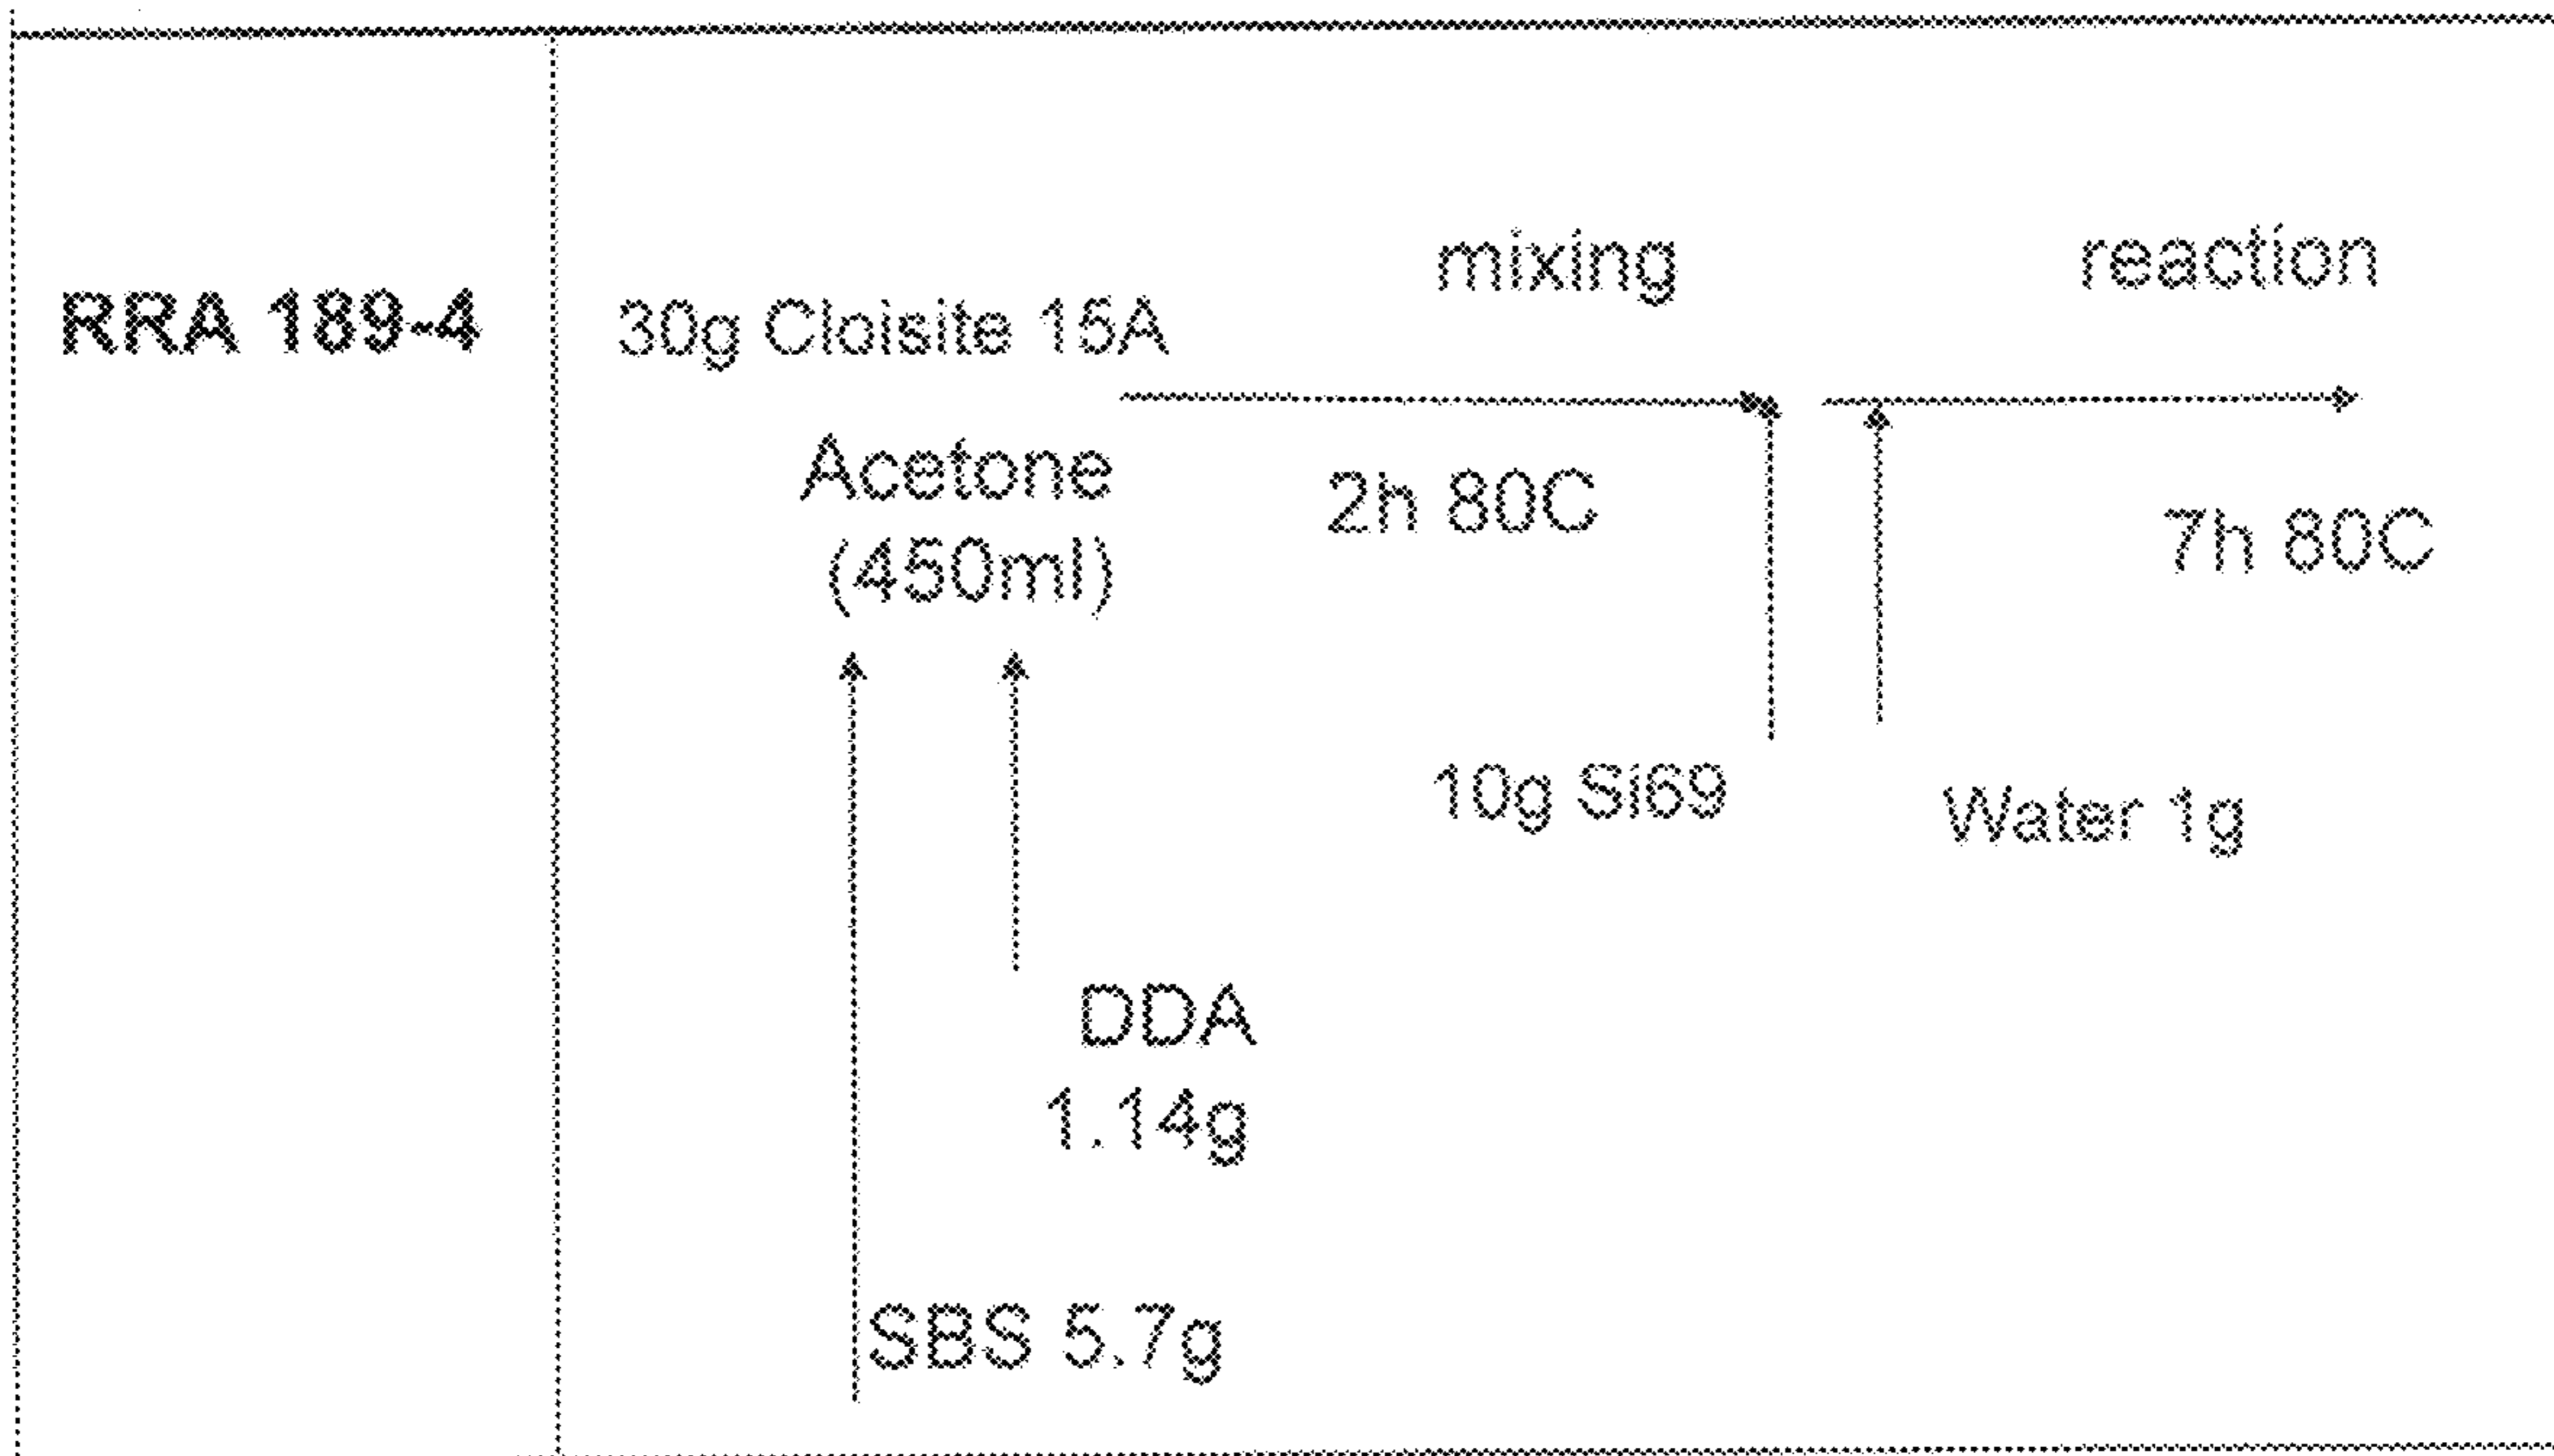 RRA 189-4
30g Cloisite 15A
mixing
reaction
Acetone
(450ml)
2h 80C
7h 80C
10g Si69
Water 1g
DDA
1.14g
SBS 5.7g